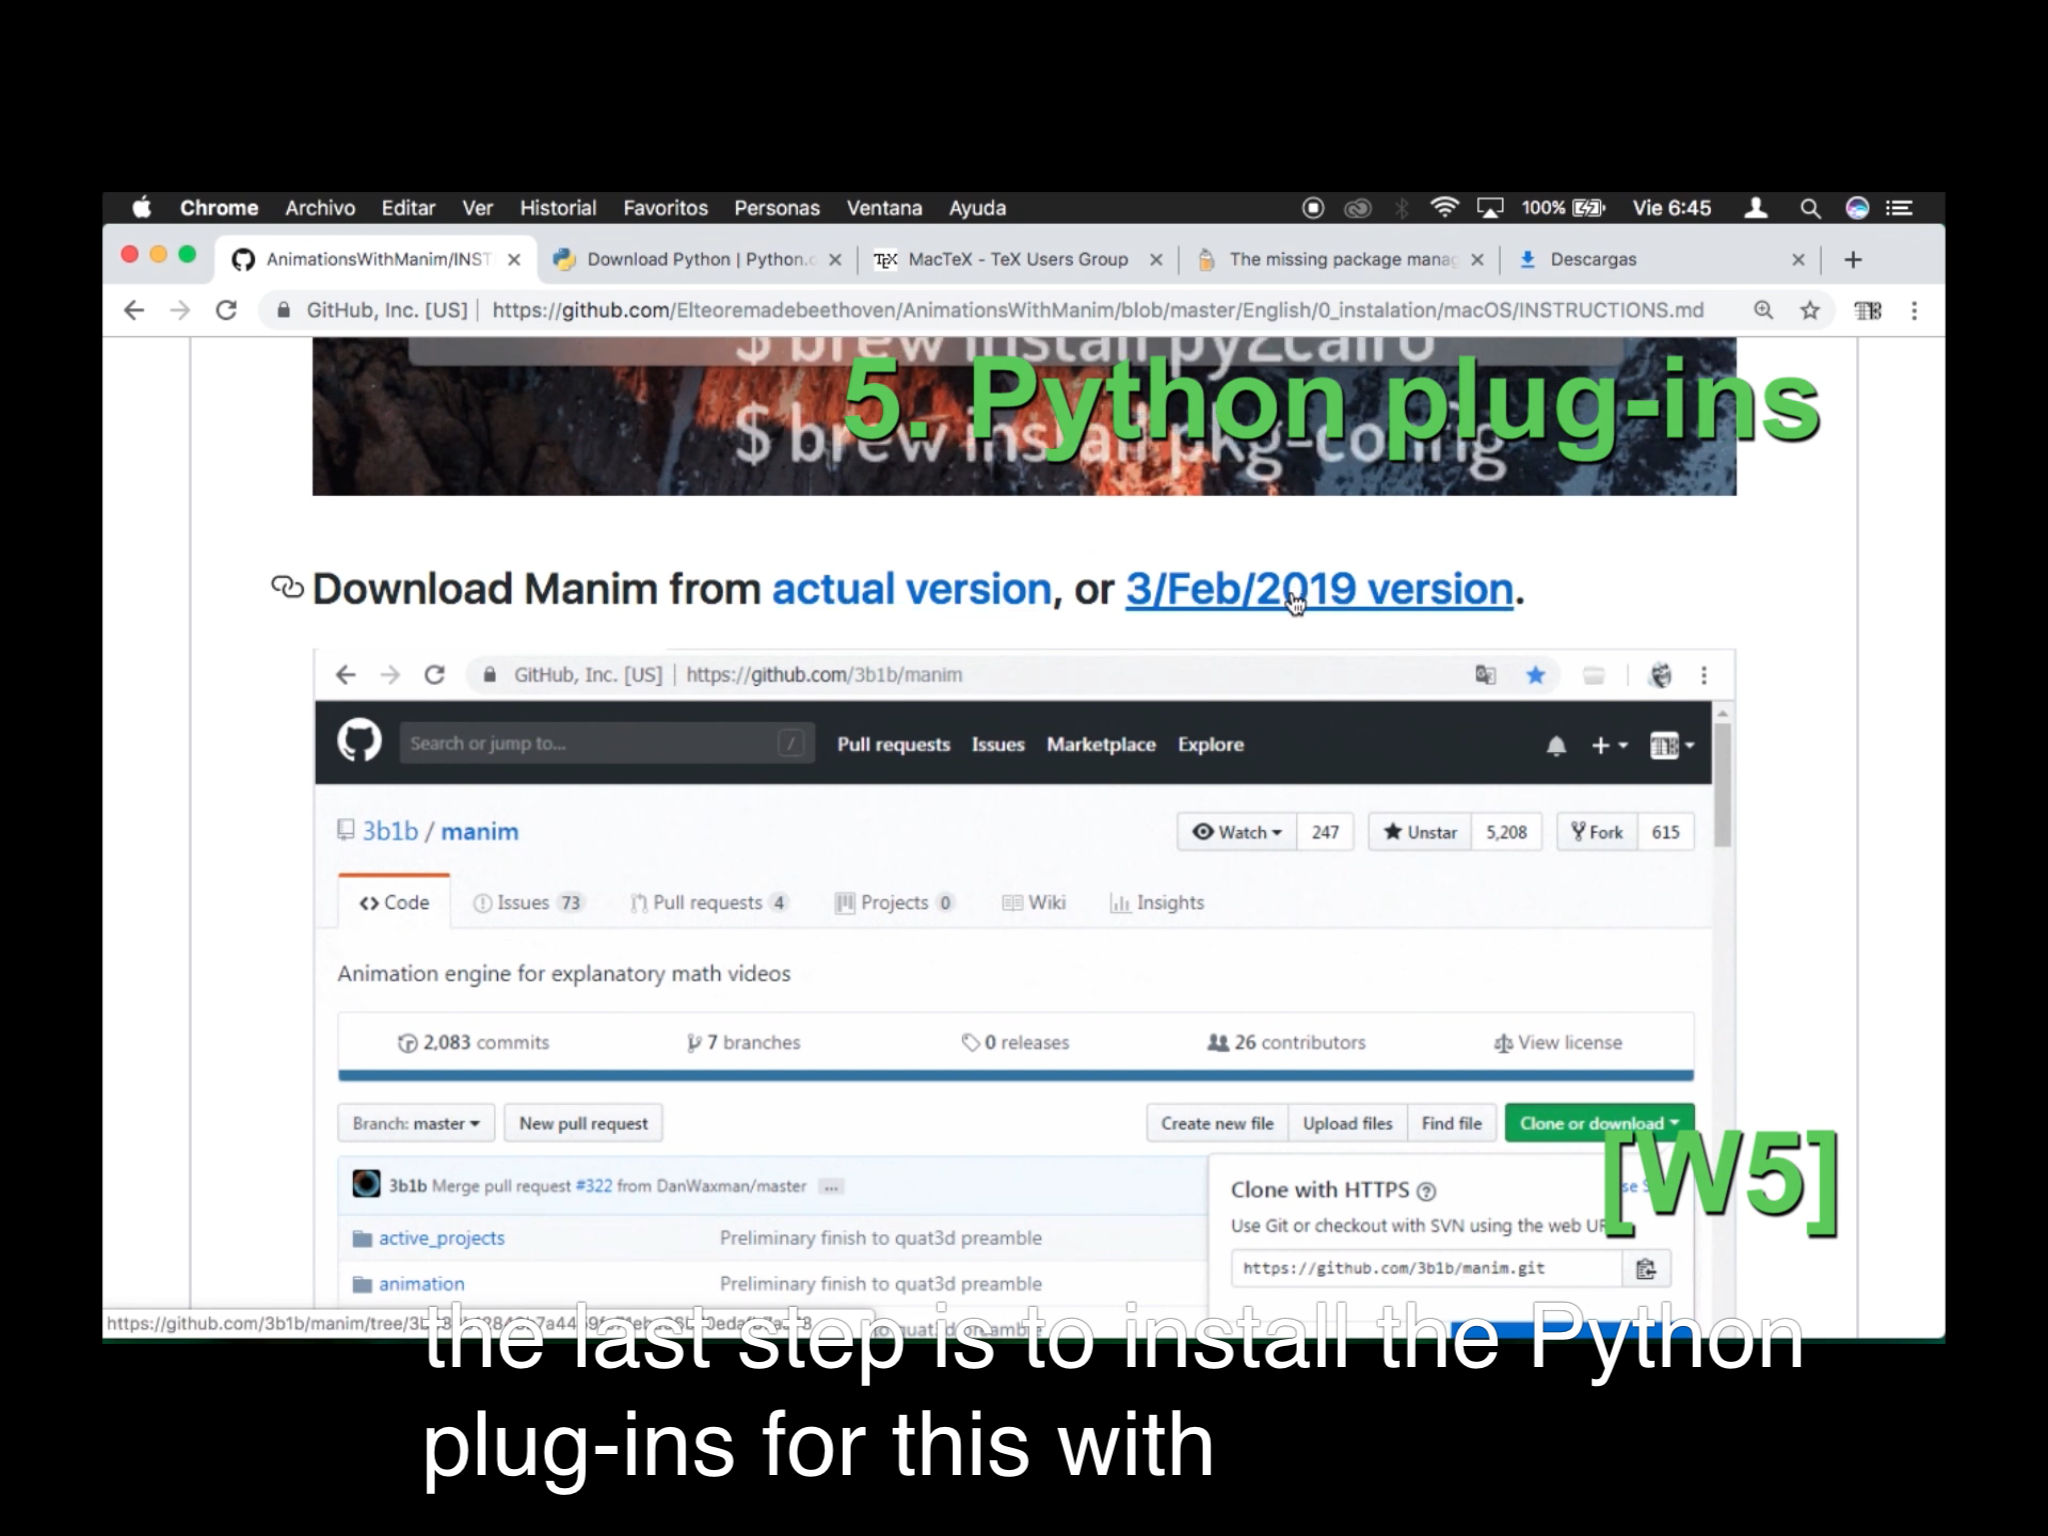 Chrome Archivo Editar Ver Historial Favoritos Personas Ventana Ayuda 100% Vie 6:45
AnimationsWithManim/INST Download Python | Python. TEX MacTeX - TeX Users Group The missing package mana Descargas
GitHub, Inc. [US] | https://github.com/Elteoremadebeethoven/AnimationsWithManim/blob/master/English/0_instalation/macOS/INSTRUCTIONS.md
$ brew install py2cairo
5. Python plug-ins
$ brew install pkg-config
Download Manim from actual version, or 3/Feb/2019 version.
GitHub, Inc. [US] | https://github.com/3b1b/manim
Search or jump to... / Pull requests Issues Marketplace Explore
3b1b / manim Watch 247 Unstar 5,208 Fork 615
Code Issues 73 Pull requests 4 Projects 0 Wiki Insights
Animation engine for explanatory math videos
2,083 commits 7 branches 0 releases 26 contributors View license
Branch: master New pull request Create new file Upload files Find file Clone or download
[W5]
3b1b Merge pull request #322 from DanWaxman/master ...
Clone with HTTPS
Use Git or checkout with SVN using the web
active_projects Preliminary finish to quat3d preamble
https://github.com/3b1b/manim.git
animation Preliminary finish to quat3d preamble
https://github.com/3b1b/manim/tree/
the last step is to install the Python
plug-ins for this with